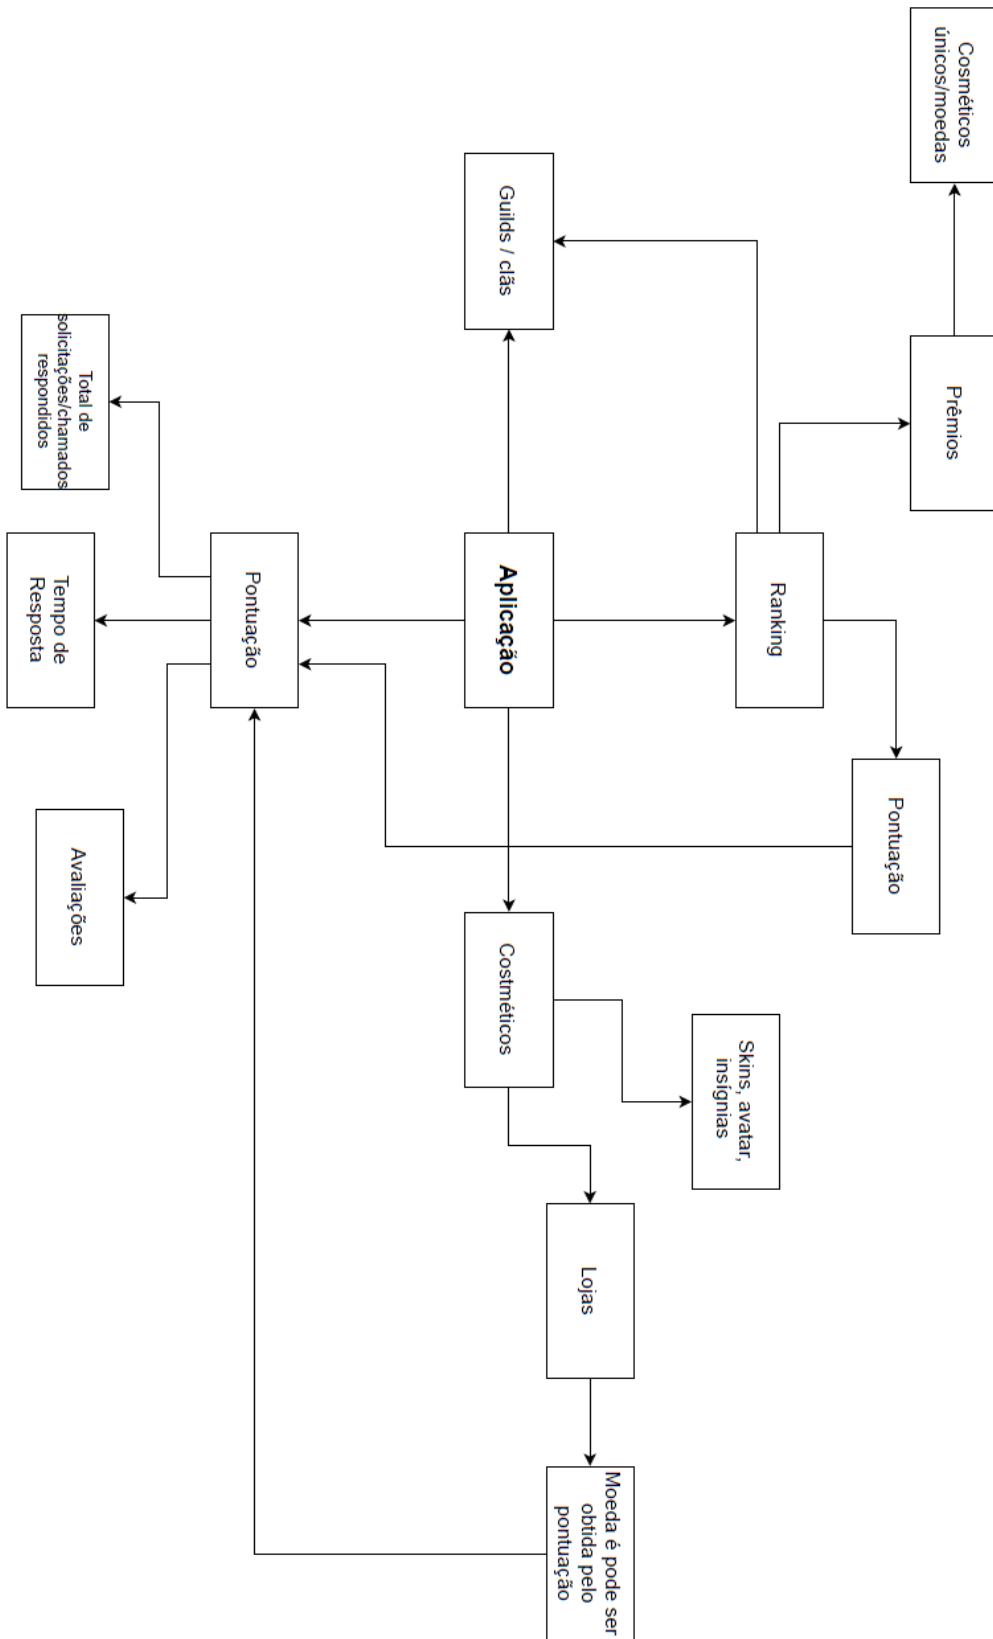 Cosméticos
únicos/moedas
Prêmios
Guilds / clãs
Ranking
Pontuação
Aplicação
Total de
solicitações/chamados
respondidos
Pontuação
Tempo de
Resposta
Avaliações
Costméticos
Skins, avatar,
insígnias
Lojas
Moeda é pode ser
obtida pelo
pontuação